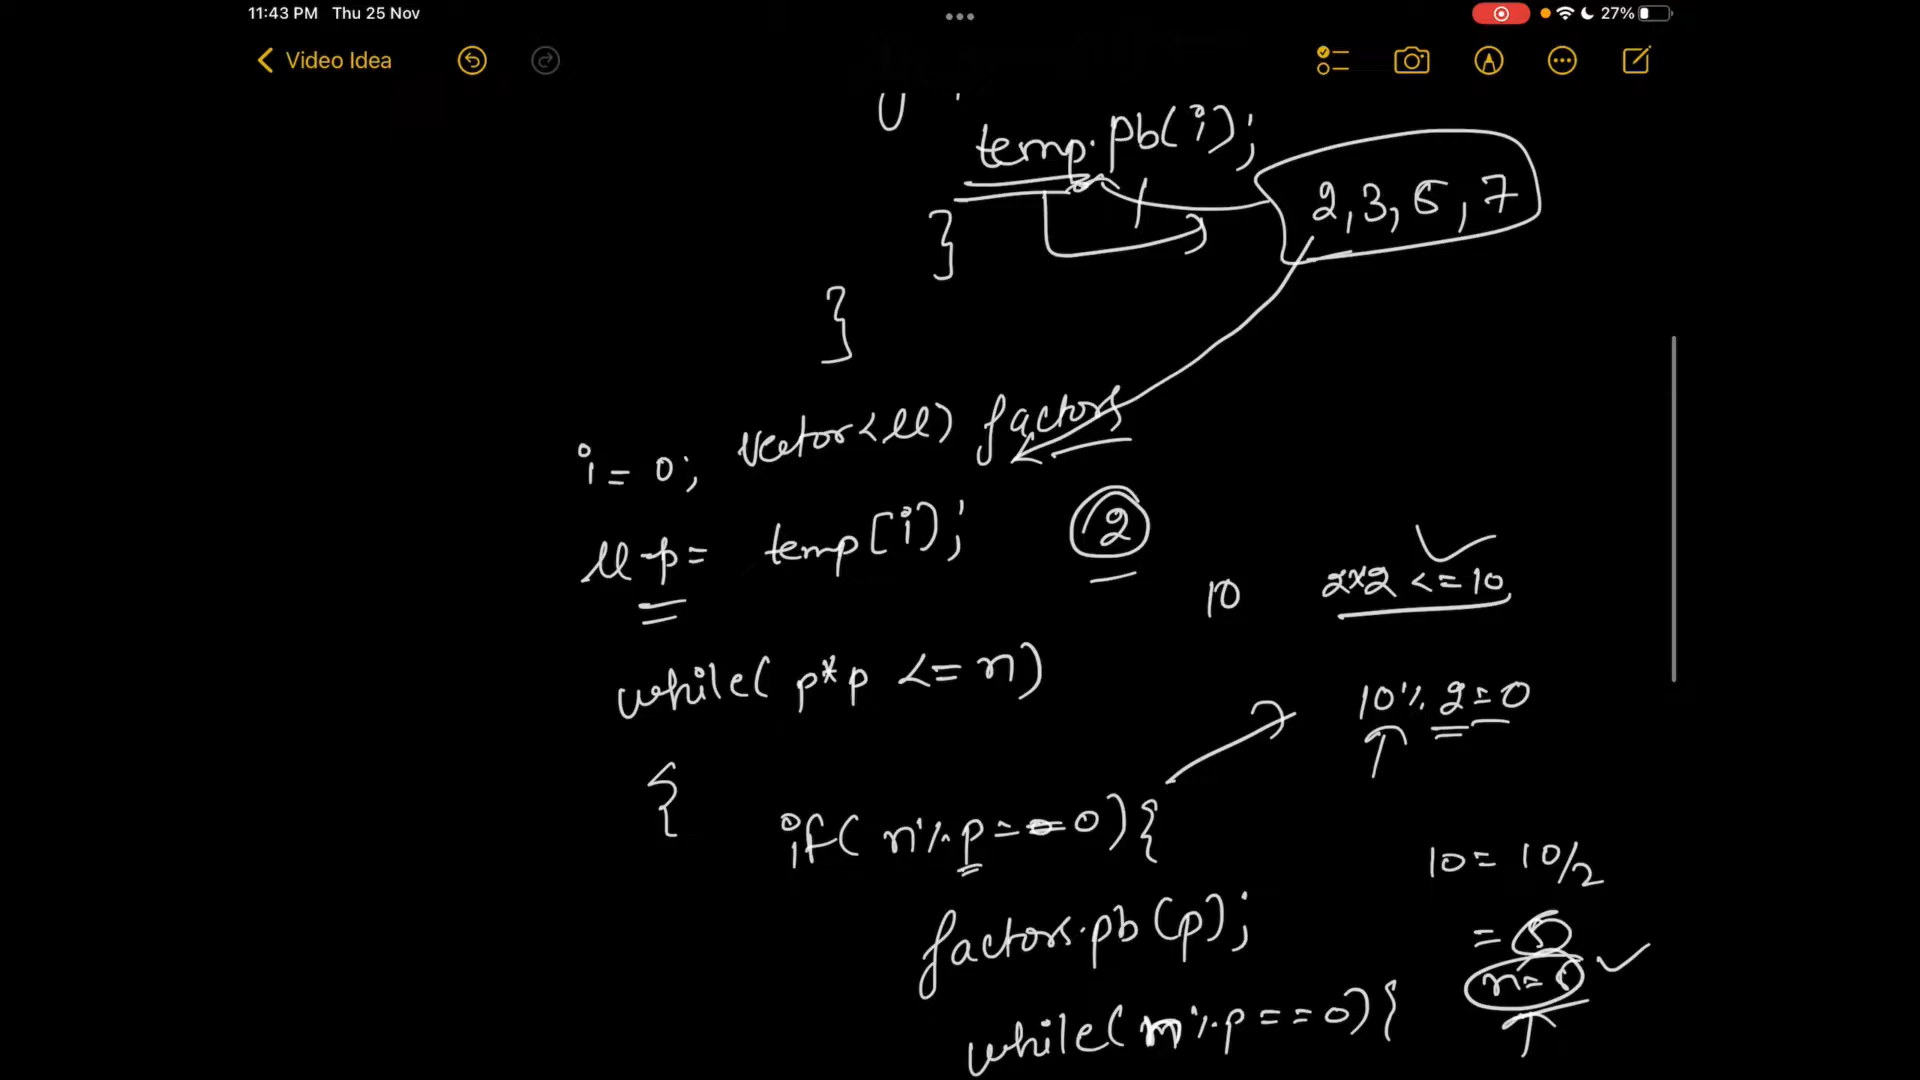 11:43 PM Thu 25 Nov
27%
Video Idea
temp.pb(i);
2,3,5,7
}
}
i=0; vector<ll> factors
ll p= temp[i];
2
10 2x2 <=10
while( p*p <= n)
10% 2=0
{
if( n%p==0){
10= 10/2
factors.pb(p);
= 5
n=5
while(n%p==0){